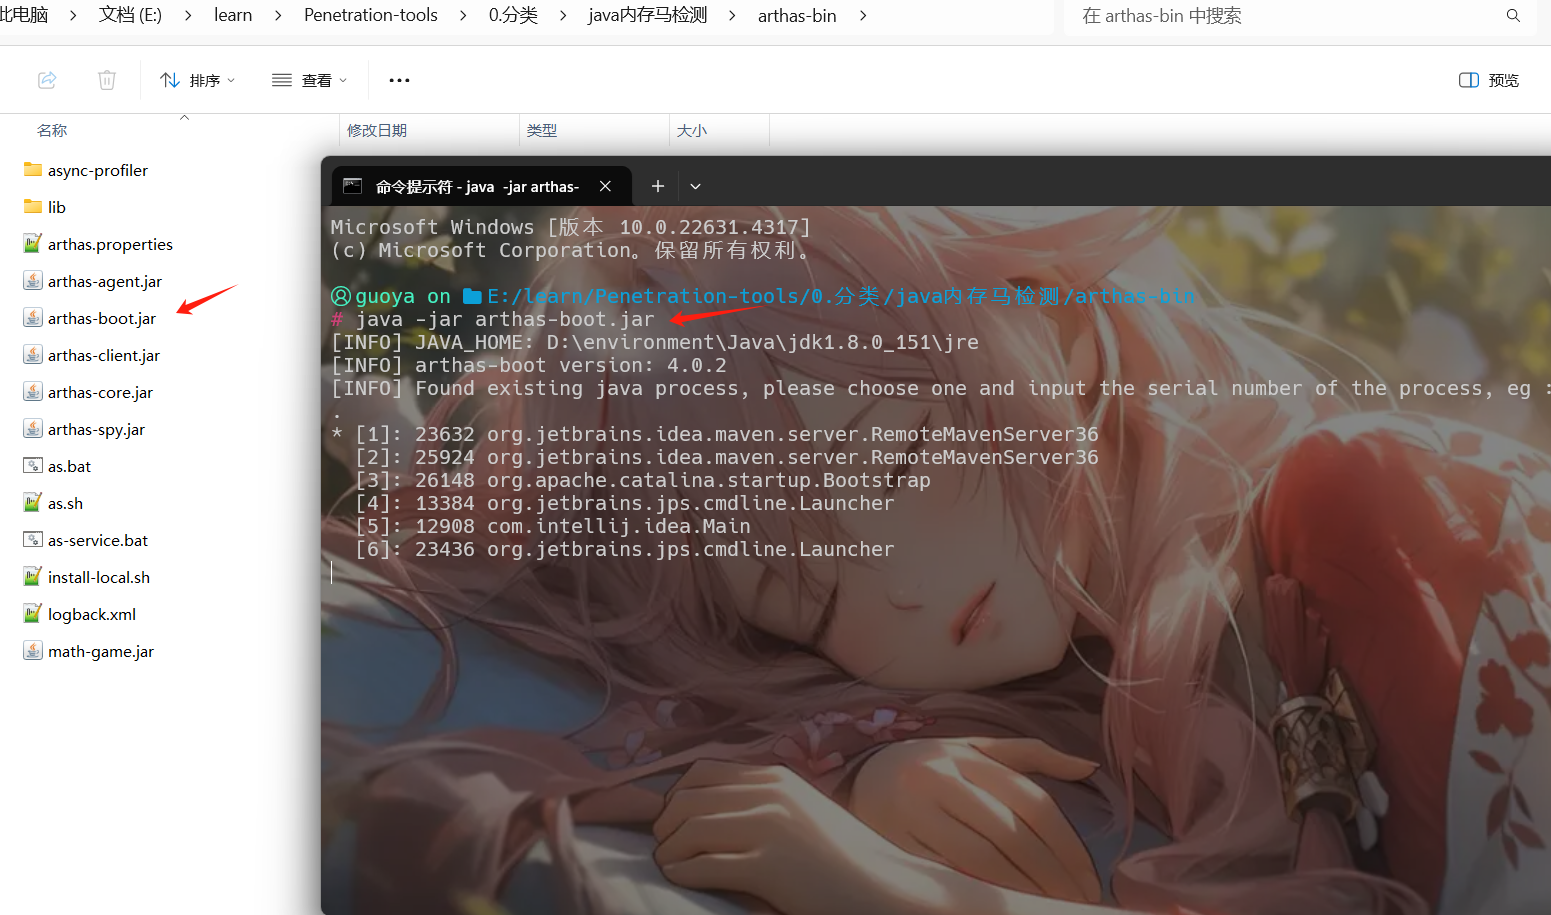 此电脑 > 文档 (E:) > learn > Penetration-tools > 0.分类 > java内存马检测 > arthas-bin >
在 arthas-bin 中搜索
排序
查看
预览
名称
修改日期
类型
大小
async-profiler
lib
arthas.properties
arthas-agent.jar
arthas-boot.jar
arthas-client.jar
arthas-core.jar
arthas-spy.jar
as.bat
as.sh
as-service.bat
install-local.sh
logback.xml
math-game.jar
命令提示符 - java -jar arthas-
Microsoft Windows [版本 10.0.22631.4317]
(c) Microsoft Corporation。保留所有权利。
guoya on E:/learn/Penetration-tools/0.分类/java内存马检测/arthas-bin
# java -jar arthas-boot.jar
[INFO] JAVA_HOME: D:\environment\Java\jdk1.8.0_151\jre
[INFO] arthas-boot version: 4.0.2
[INFO] Found existing java process, please choose one and input the serial number of the process, eg :
.
* [1]: 23632 org.jetbrains.idea.maven.server.RemoteMavenServer36
[2]: 25924 org.jetbrains.idea.maven.server.RemoteMavenServer36
[3]: 26148 org.apache.catalina.startup.Bootstrap
[4]: 13384 org.jetbrains.jps.cmdline.Launcher
[5]: 12908 com.intellij.idea.Main
[6]: 23436 org.jetbrains.jps.cmdline.Launcher